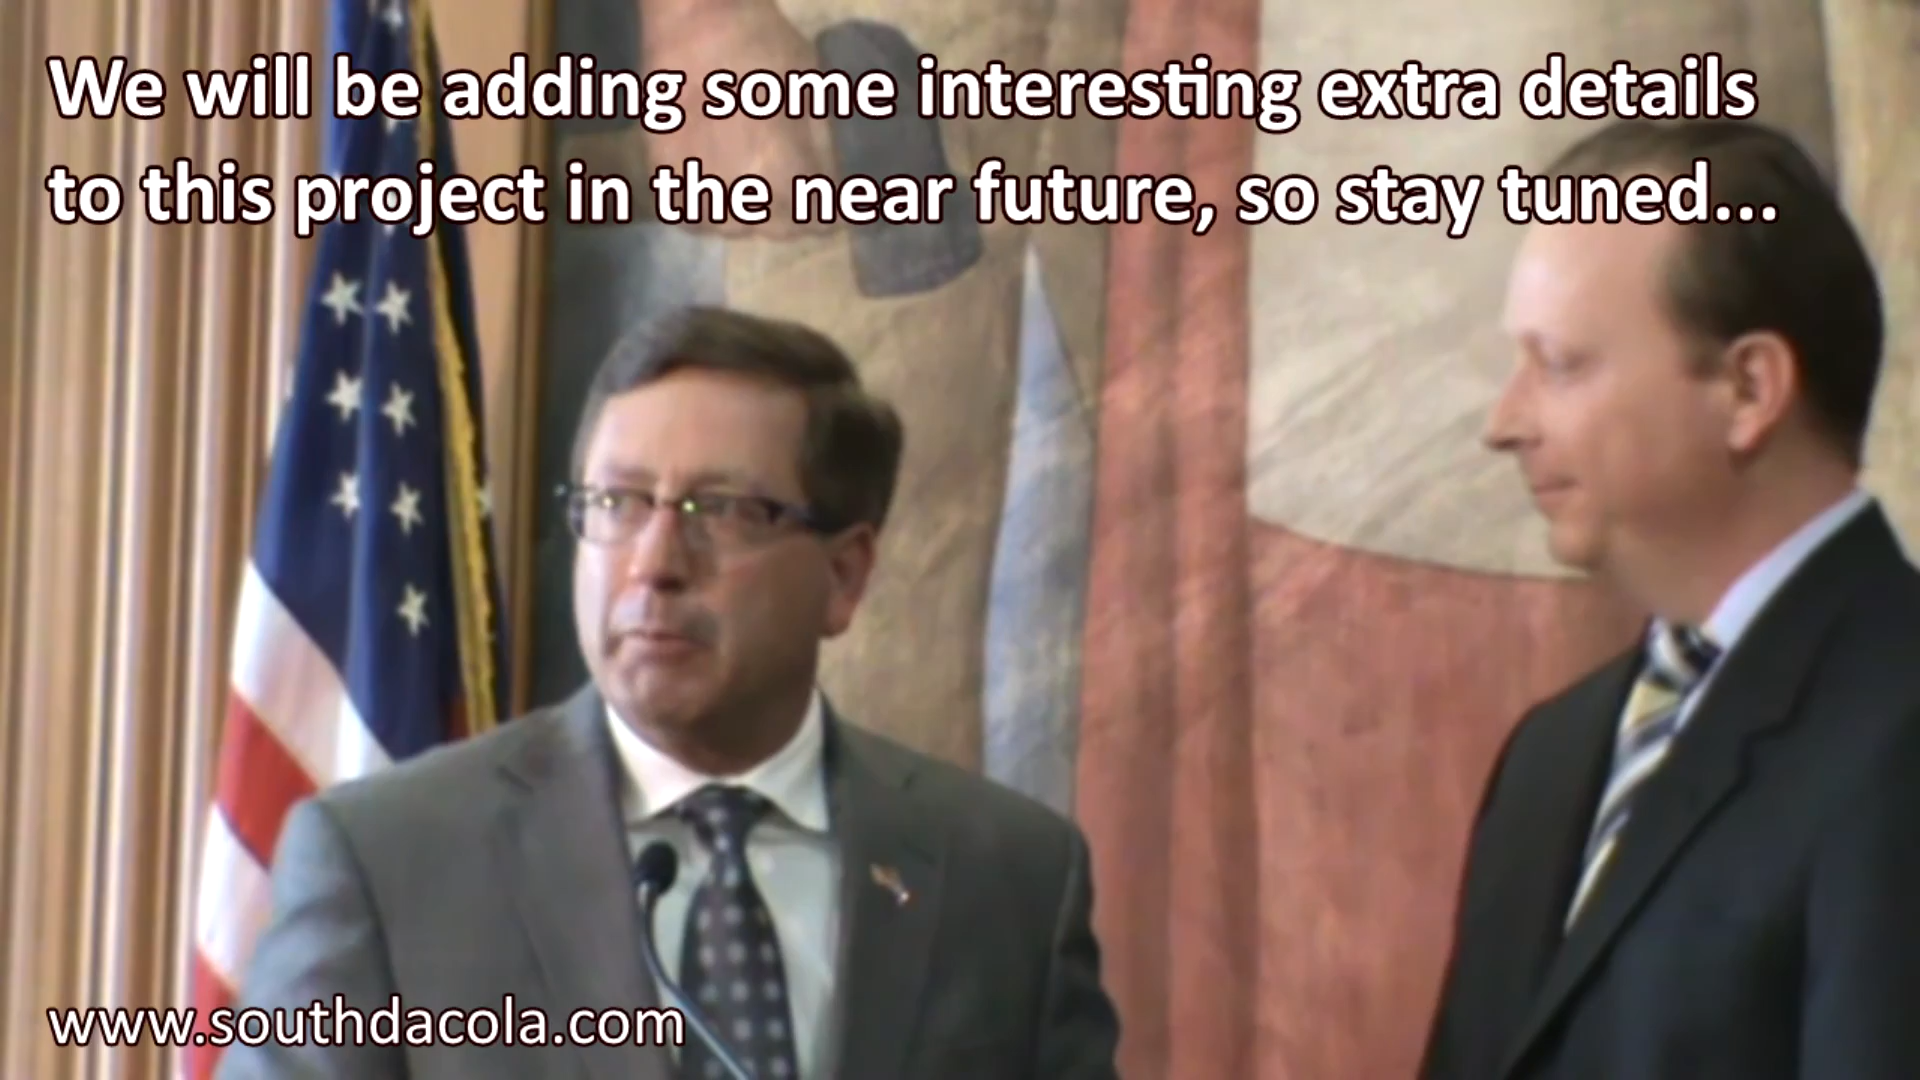 We will be adding some interesting extra details
to this project in the near future, so stay tuned...
www.southdacola.com